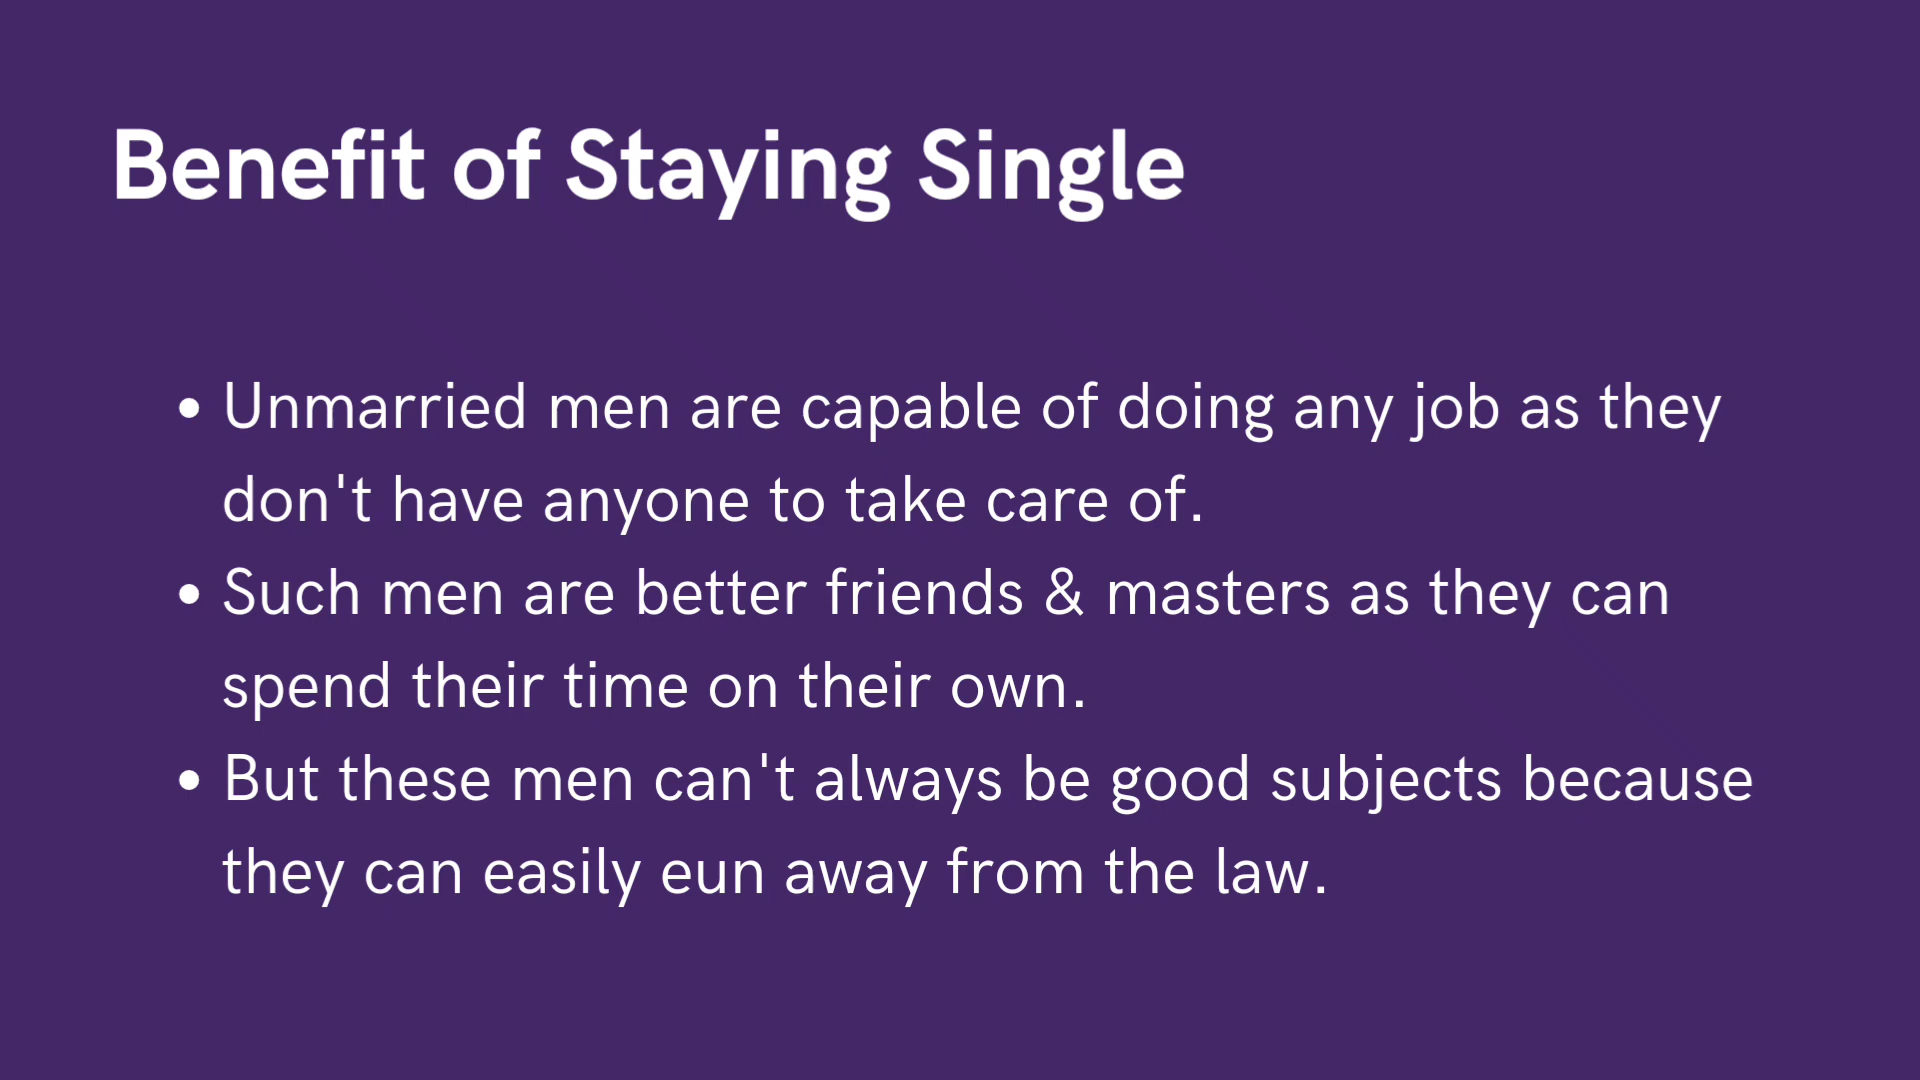 Benefit of Staying Single
• Unmarried men are capable of doing any job as they
don't have anyone to take care of.
• Such men are better friends & masters as they can
spend their time on their own.
• But these men can't always be good subjects because
they can easily eun away from the law.